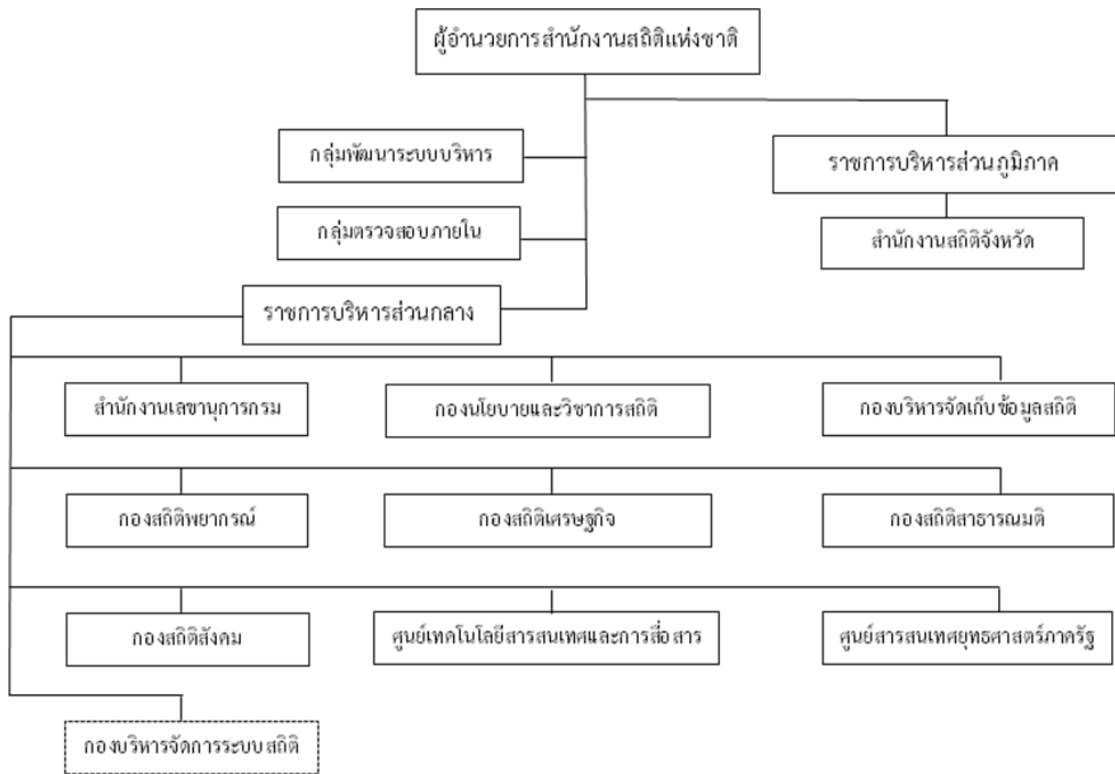 ผู้อำนวยการสำนักงานสถิติแห่งชาติ
กลุ่มพัฒนาระบบบริหาร
ราชการบริหารส่วนภูมิภาค
กลุ่มตรวจสอบภายใน
สำนักงานสถิติจังหวัด
ราชการบริหารส่วนกลาง
สำนักงานเลขานุการกรม
กองนโยบายและวิชาการสถิติ
กองบริหารจัดเก็บข้อมูลสถิติ
กองสถิติพยากรณ์
กองสถิติเศรษฐกิจ
กองสถิติสาธารณมติ
กองสถิติสังคม
ศูนย์เทคโนโลยีสารสนเทศและการสื่อสาร
ศูนย์สารสนเทศยุทธศาสตร์ภาครัฐ
กองบริหารจัดการระบบสถิติ